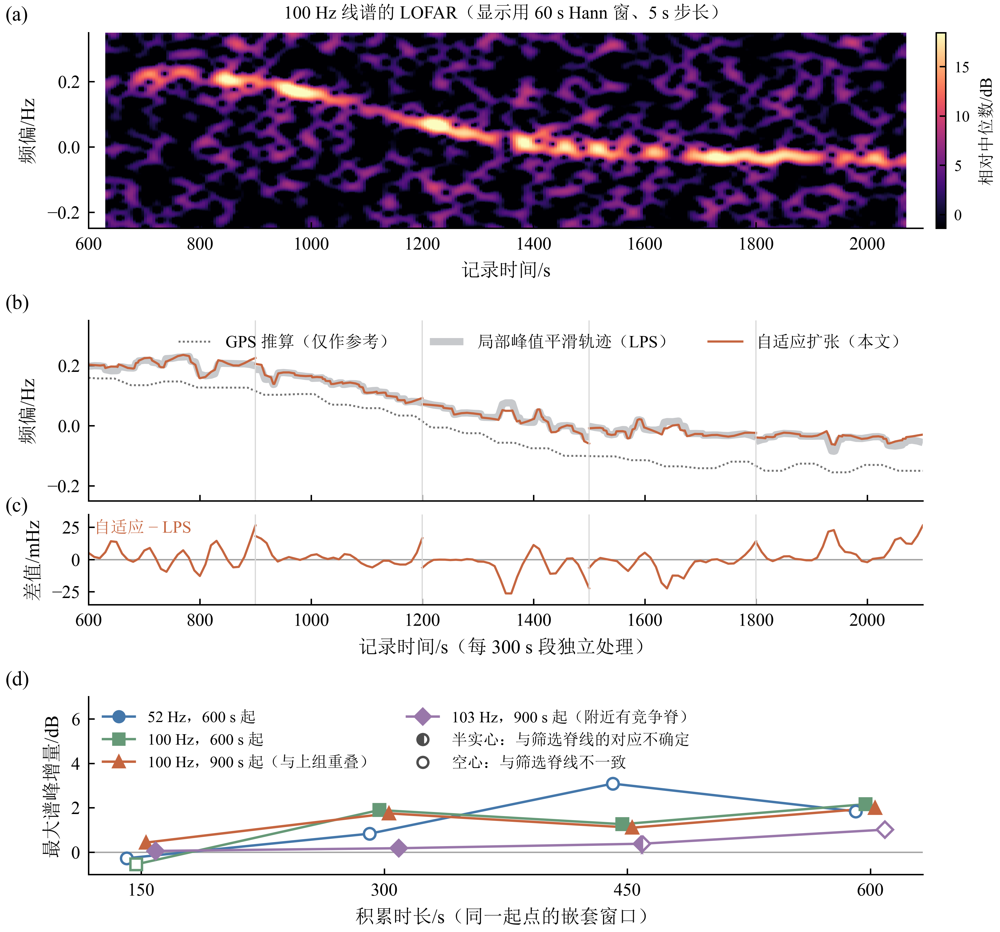 (a)
100 Hz 线谱的 LOFAR（显示用 60 s Hann 窗、5 s 步长）
频偏/Hz
0.2
0.0
−0.2
600 800 1000 1200 1400 1600 1800 2000
记录时间/s
15
10
5
0
相对中位数/dB
(b)
GPS 推算（仅作参考） 局部峰值平滑轨迹（LPS） 自适应扩张（本文）
频偏/Hz
0.2
0.0
−0.2
(c)
自适应 − LPS
差值/mHz
25
0
−25
600 800 1000 1200 1400 1600 1800 2000
记录时间/s（每 300 s 段独立处理）
(d)
52 Hz，600 s 起
100 Hz，600 s 起
100 Hz，900 s 起（与上组重叠）
103 Hz，900 s 起（附近有竞争脊）
半实心：与筛选脊线的对应不确定
空心：与筛选脊线不一致
最大谱峰增量/dB
6
4
2
0
150 300 450 600
积累时长/s（同一起点的嵌套窗口）